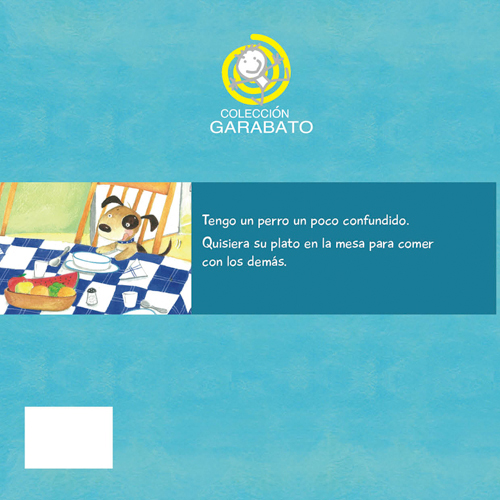 COLECCIÓN
GARABATO
Tengo un perro un poco confundido.
Quisiera su plato en la mesa para comer
con los demás.